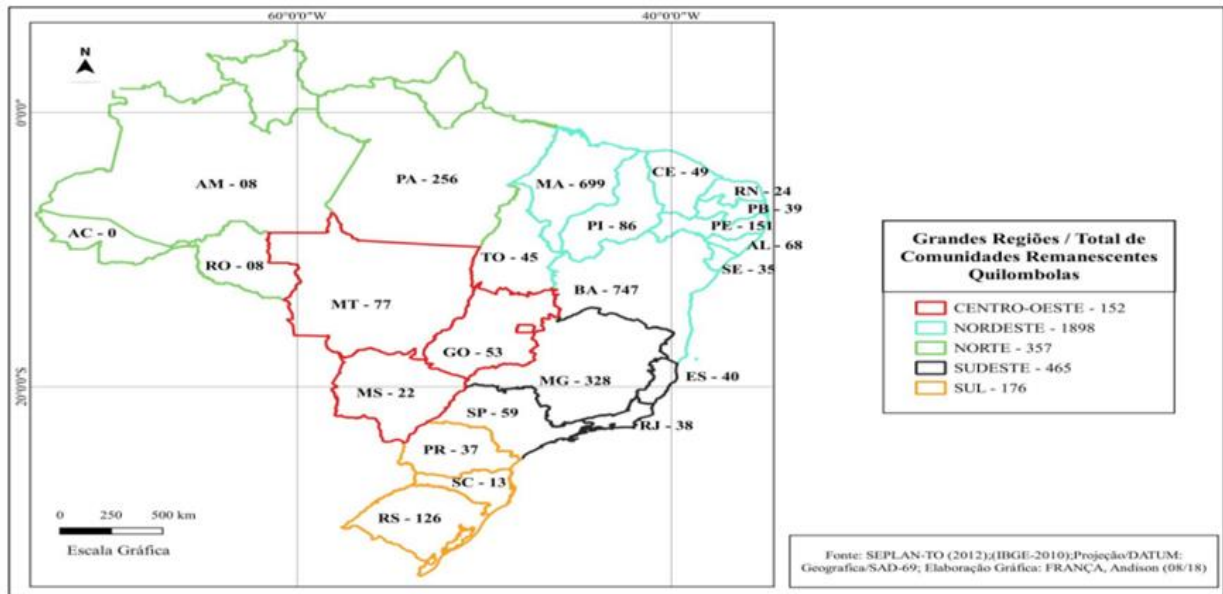 60°0'0"W
40°0'0"W
N
0°0'0"
20°0'0"S
AM - 08
PA - 256
MA - 699
CE - 49
RN - 24
PB - 39
PI - 86
PE - 151
AL - 68
SE - 35
AC - 0
RO - 08
TO - 45
BA - 747
MT - 77
GO - 53
MG - 328
ES - 40
MS - 22
SP - 59
RJ - 38
PR - 37
SC - 13
RS - 126
0 250 500 km
Escala Gráfica
Grandes Regiões / Total de
Comunidades Remanescentes
Quilombolas
CENTRO-OESTE - 152
NORDESTE - 1898
NORTE - 357
SUDESTE - 465
SUL - 176
Fonte: SEPLAN-TO (2012);(IBGE-2010);Projeção/DATUM:
Geografica/SAD-69; Elaboração Gráfica: FRANÇA, Andison (08/18)